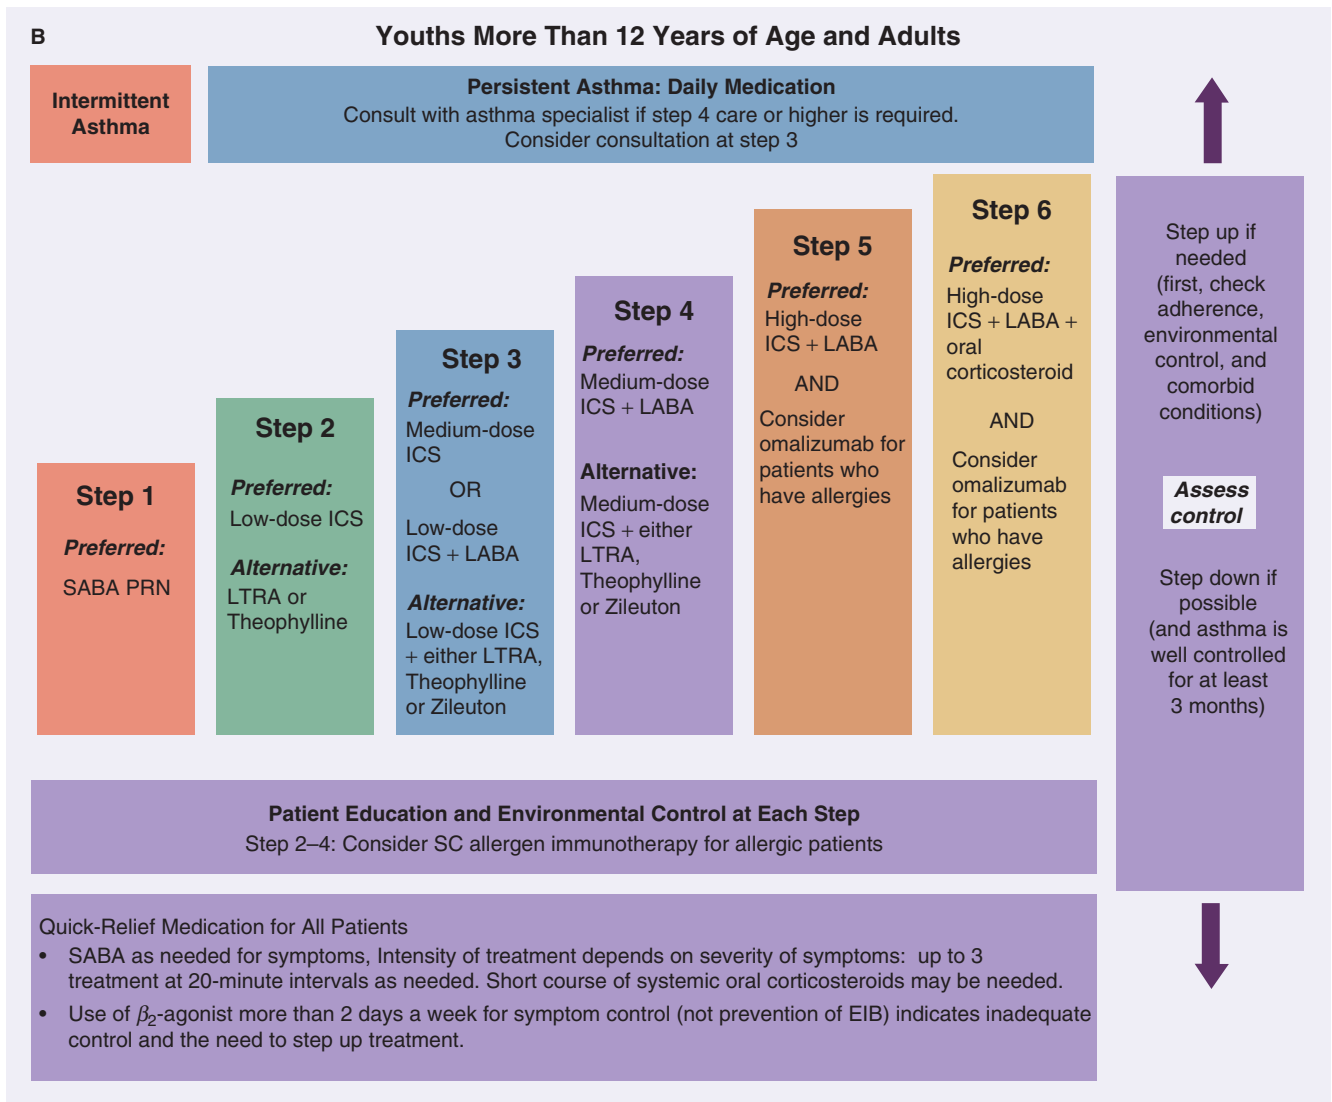 B
Youths More Than 12 Years of Age and Adults
Intermittent
Asthma
Persistent Asthma: Daily Medication
Consult with asthma specialist if step 4 care or higher is required.
Consider consultation at step 3
Step 1
Preferred:
SABA PRN
Step 2
Preferred:
Low-dose ICS
Alternative:
LTRA or
Theophylline
Step 3
Preferred:
Medium-dose
ICS
OR
Low-dose
ICS + LABA
Alternative:
Low-dose ICS
+ either LTRA,
Theophylline
or Zileuton
Step 4
Preferred:
Medium-dose
ICS + LABA
Alternative:
Medium-dose
ICS + either
LTRA,
Theophylline
or Zileuton
Step 5
Preferred:
High-dose
ICS + LABA
AND
Consider
omalizumab for
patients who
have allergies
Step 6
Preferred:
High-dose
ICS + LABA +
oral
corticosteroid
AND
Consider
omalizumab
for patients
who have
allergies
Step up if
needed
(first, check
adherence,
environmental
control, and
comorbid
conditions)
Assess
control
Step down if
possible
(and asthma is
well controlled
for at least
3 months)
Patient Education and Environmental Control at Each Step
Step 2–4: Consider SC allergen immunotherapy for allergic patients
Quick-Relief Medication for All Patients
• SABA as needed for symptoms, Intensity of treatment depends on severity of symptoms: up to 3
treatment at 20-minute intervals as needed. Short course of systemic oral corticosteroids may be needed.
• Use of β₂-agonist more than 2 days a week for symptom control (not prevention of EIB) indicates inadequate
control and the need to step up treatment.